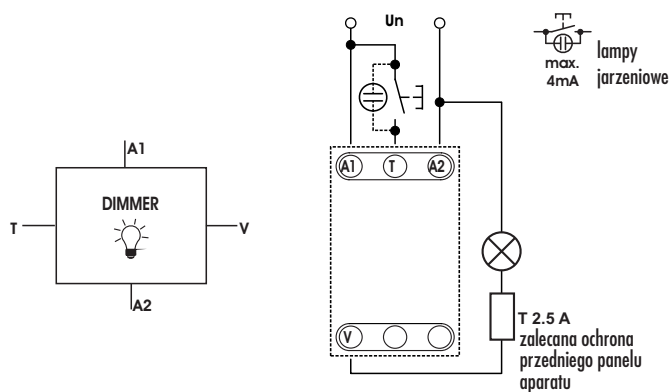 Un
max.
4mA
lampy
jarzeniowe
A1
T
A2
A1
DIMMER
T
V
A2
V
T 2.5 A
zalecana ochrona
przedniego panelu
aparatu